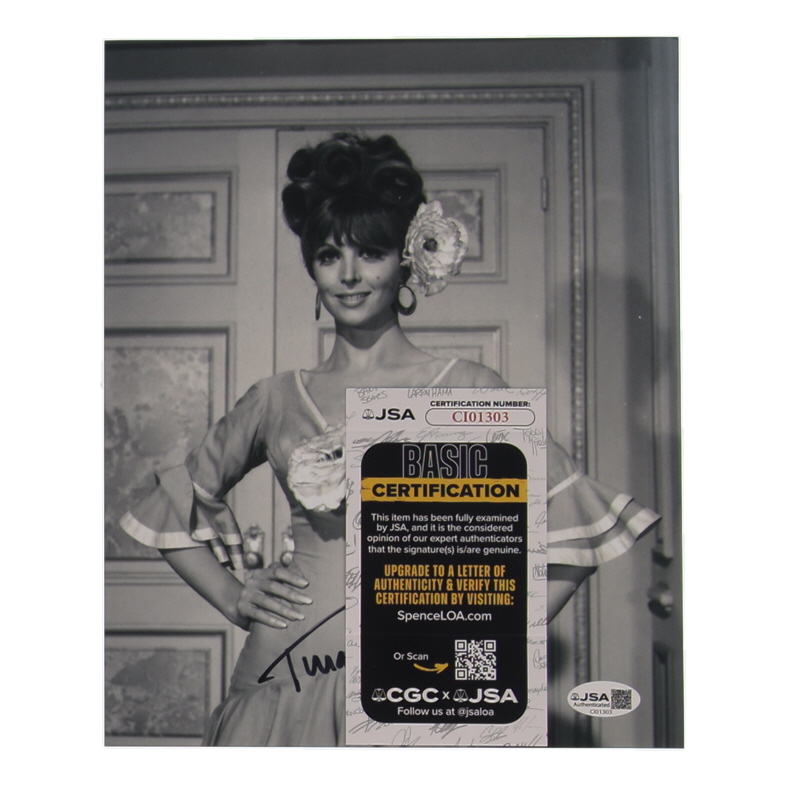 JSA
CERTIFICATION NUMBER:
CI01303
BASIC
CERTIFICATION
This item has been fully examined
by JSA, and it is the considered
opinion of our expert authenticators
that the signature(s) is/are genuine.
UPGRADE TO A LETTER OF
AUTHENTICITY & VERIFY THIS
CERTIFICATION BY VISITING:
SpenceLOA.com
Or Scan
CGC x JSA
Follow us at @jsaloa
Tina
JSA
Authenticated
CI01303